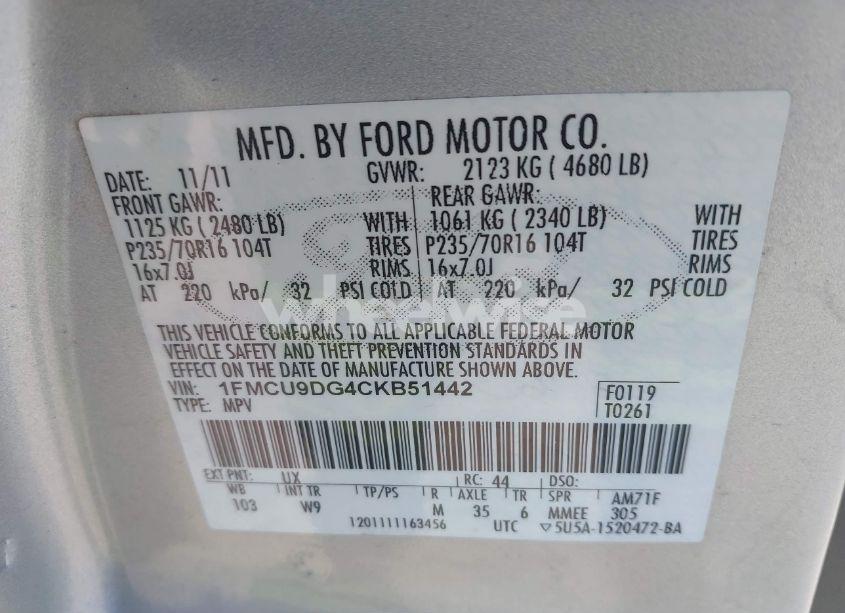 MFD. BY FORD MOTOR CO.
DATE: 11/11 GVWR: 2123 KG ( 4680 LB)
FRONT GAWR: REAR GAWR:
1125 KG ( 2480 LB) WITH 1061 KG ( 2340 LB) WITH
P235/70R16 104T TIRES P235/70R16 104T TIRES
16x7.0J RIMS 16x7.0J RIMS
AT 220 kPa/ 32 PSI COLD AT 220 kPa/ 32 PSI COLD
wheelwise
THIS VEHICLE CONFORMS TO ALL APPLICABLE FEDERAL MOTOR
VEHICLE SAFETY AND THEFT PREVENTION STANDARDS IN
EFFECT ON THE DATE OF MANUFACTURE SHOWN ABOVE.
VIN: 1FMCU9DG4CKB51442 F0119
TYPE: MPV T0261
EXT PNT: UX RC: 44 DSO:
WB INT TR TP/PS R AXLE TR SPR AM71F
103 W9 M 35 6 MMEE 305
1201111163456 UTC ▽5U5A-1520472-BA